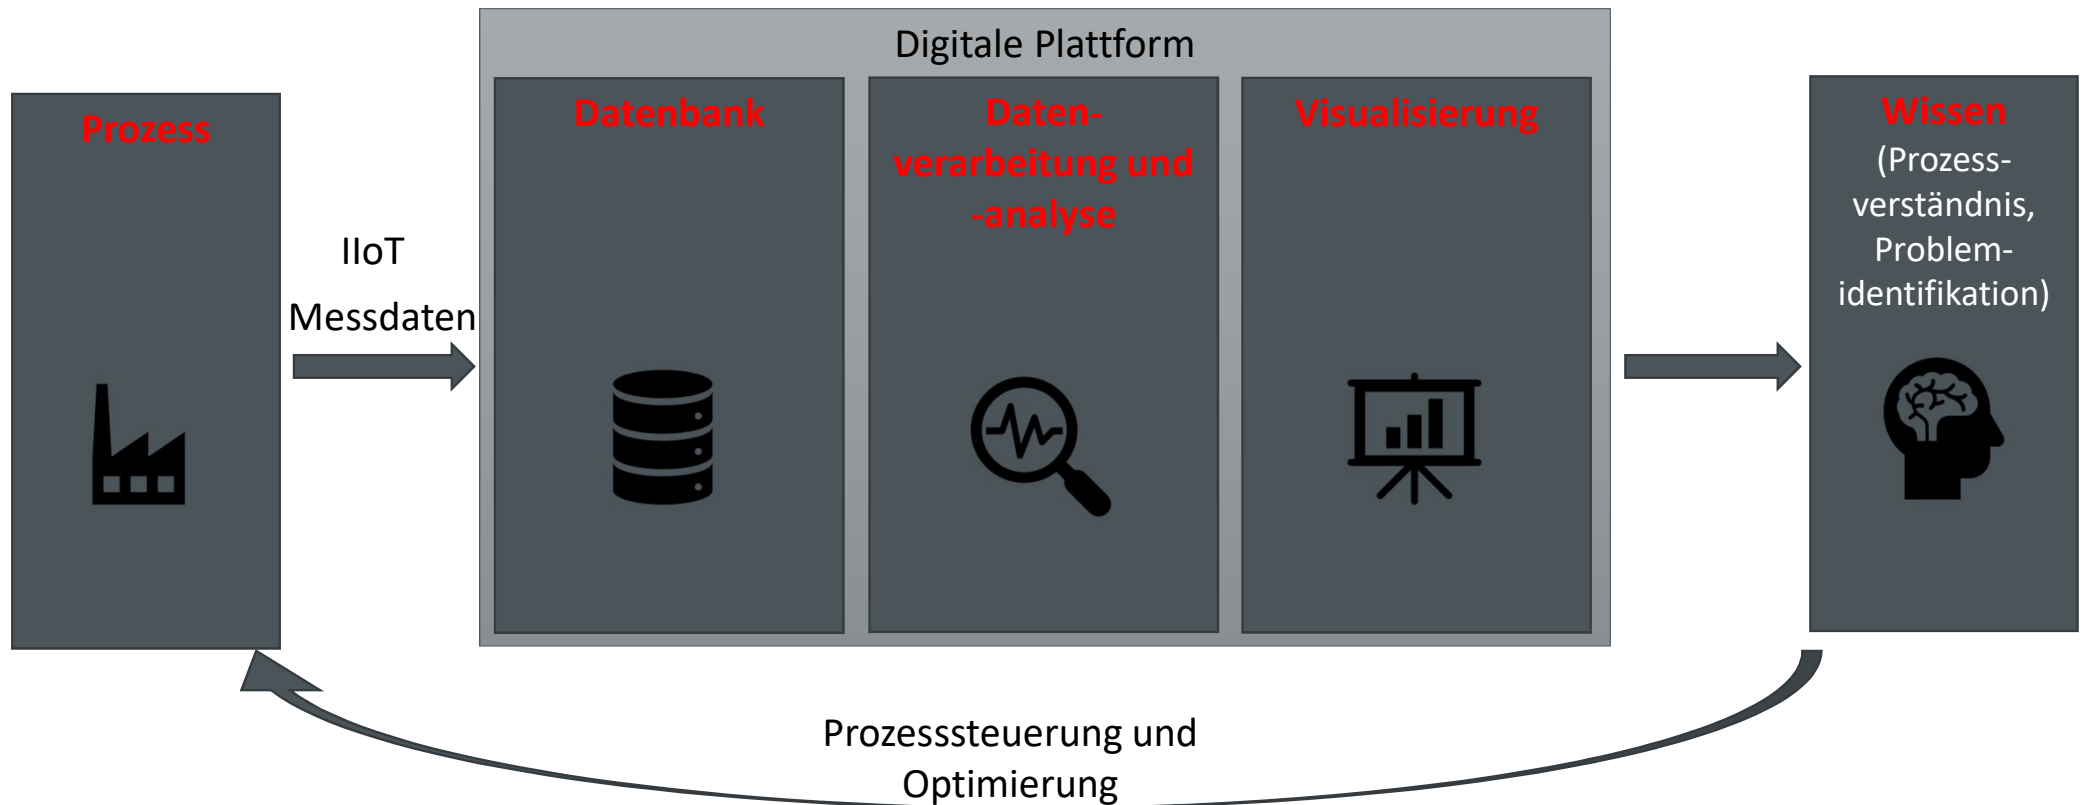 Digitale Plattform
Prozess
IIoT
Messdaten
Datenbank
Daten-
verarbeitung und
-analyse
Visualisierung
Wissen
(Prozess-
verständnis,
Problem-
identifikation)
Prozesssteuerung und
Optimierung